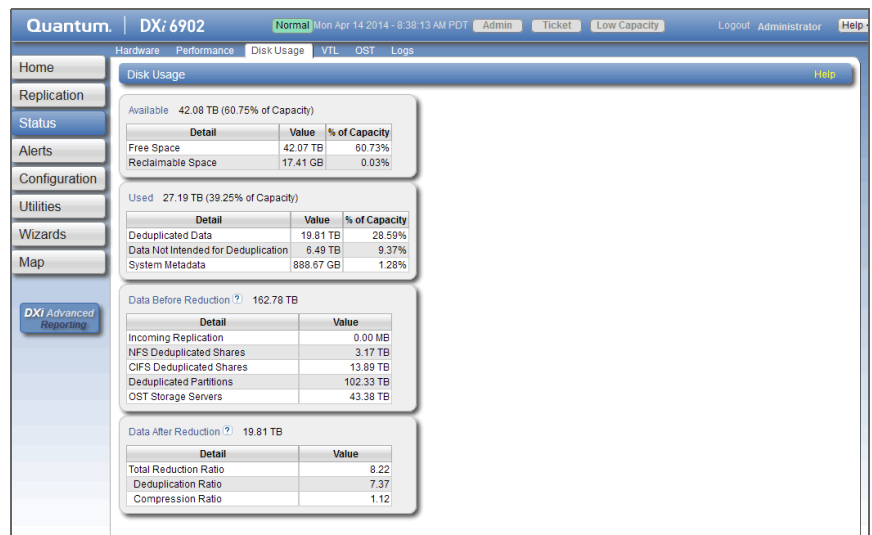 Quantum. DXi 6902 Normal Mon Apr 14 2014 - 8:38:13 AM PDT Admin Ticket Low Capacity Logout Administrator Help
Hardware Performance Disk Usage VTL OST Logs
Home
Replication
Status
Alerts
Configuration
Utilities
Wizards
Map
DXi Advanced
Reporting
Disk Usage Help
Available 42.08 TB (60.75% of Capacity)
Detail Value % of Capacity
Free Space 42.07 TB 60.73%
Reclaimable Space 17.41 GB 0.03%
Used 27.19 TB (39.25% of Capacity)
Detail Value % of Capacity
Deduplicated Data 19.81 TB 28.59%
Data Not Intended for Deduplication 6.49 TB 9.37%
System Metadata 888.67 GB 1.28%
Data Before Reduction ? 162.78 TB
Detail Value
Incoming Replication 0.00 MB
NFS Deduplicated Shares 3.17 TB
CIFS Deduplicated Shares 13.89 TB
Deduplicated Partitions 102.33 TB
OST Storage Servers 43.38 TB
Data After Reduction ? 19.81 TB
Detail Value
Total Reduction Ratio 8.22
Deduplication Ratio 7.37
Compression Ratio 1.12